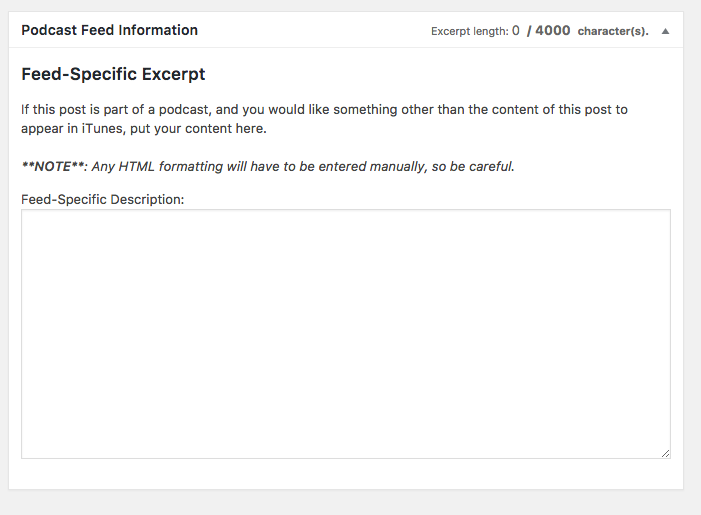 Podcast Feed Information Excerpt length: 0 / 4000 character(s). ▲
Feed-Specific Excerpt
If this post is part of a podcast, and you would like something other than the content of this post to
appear in iTunes, put your content here.
**NOTE**: Any HTML formatting will have to be entered manually, so be careful.
Feed-Specific Description: